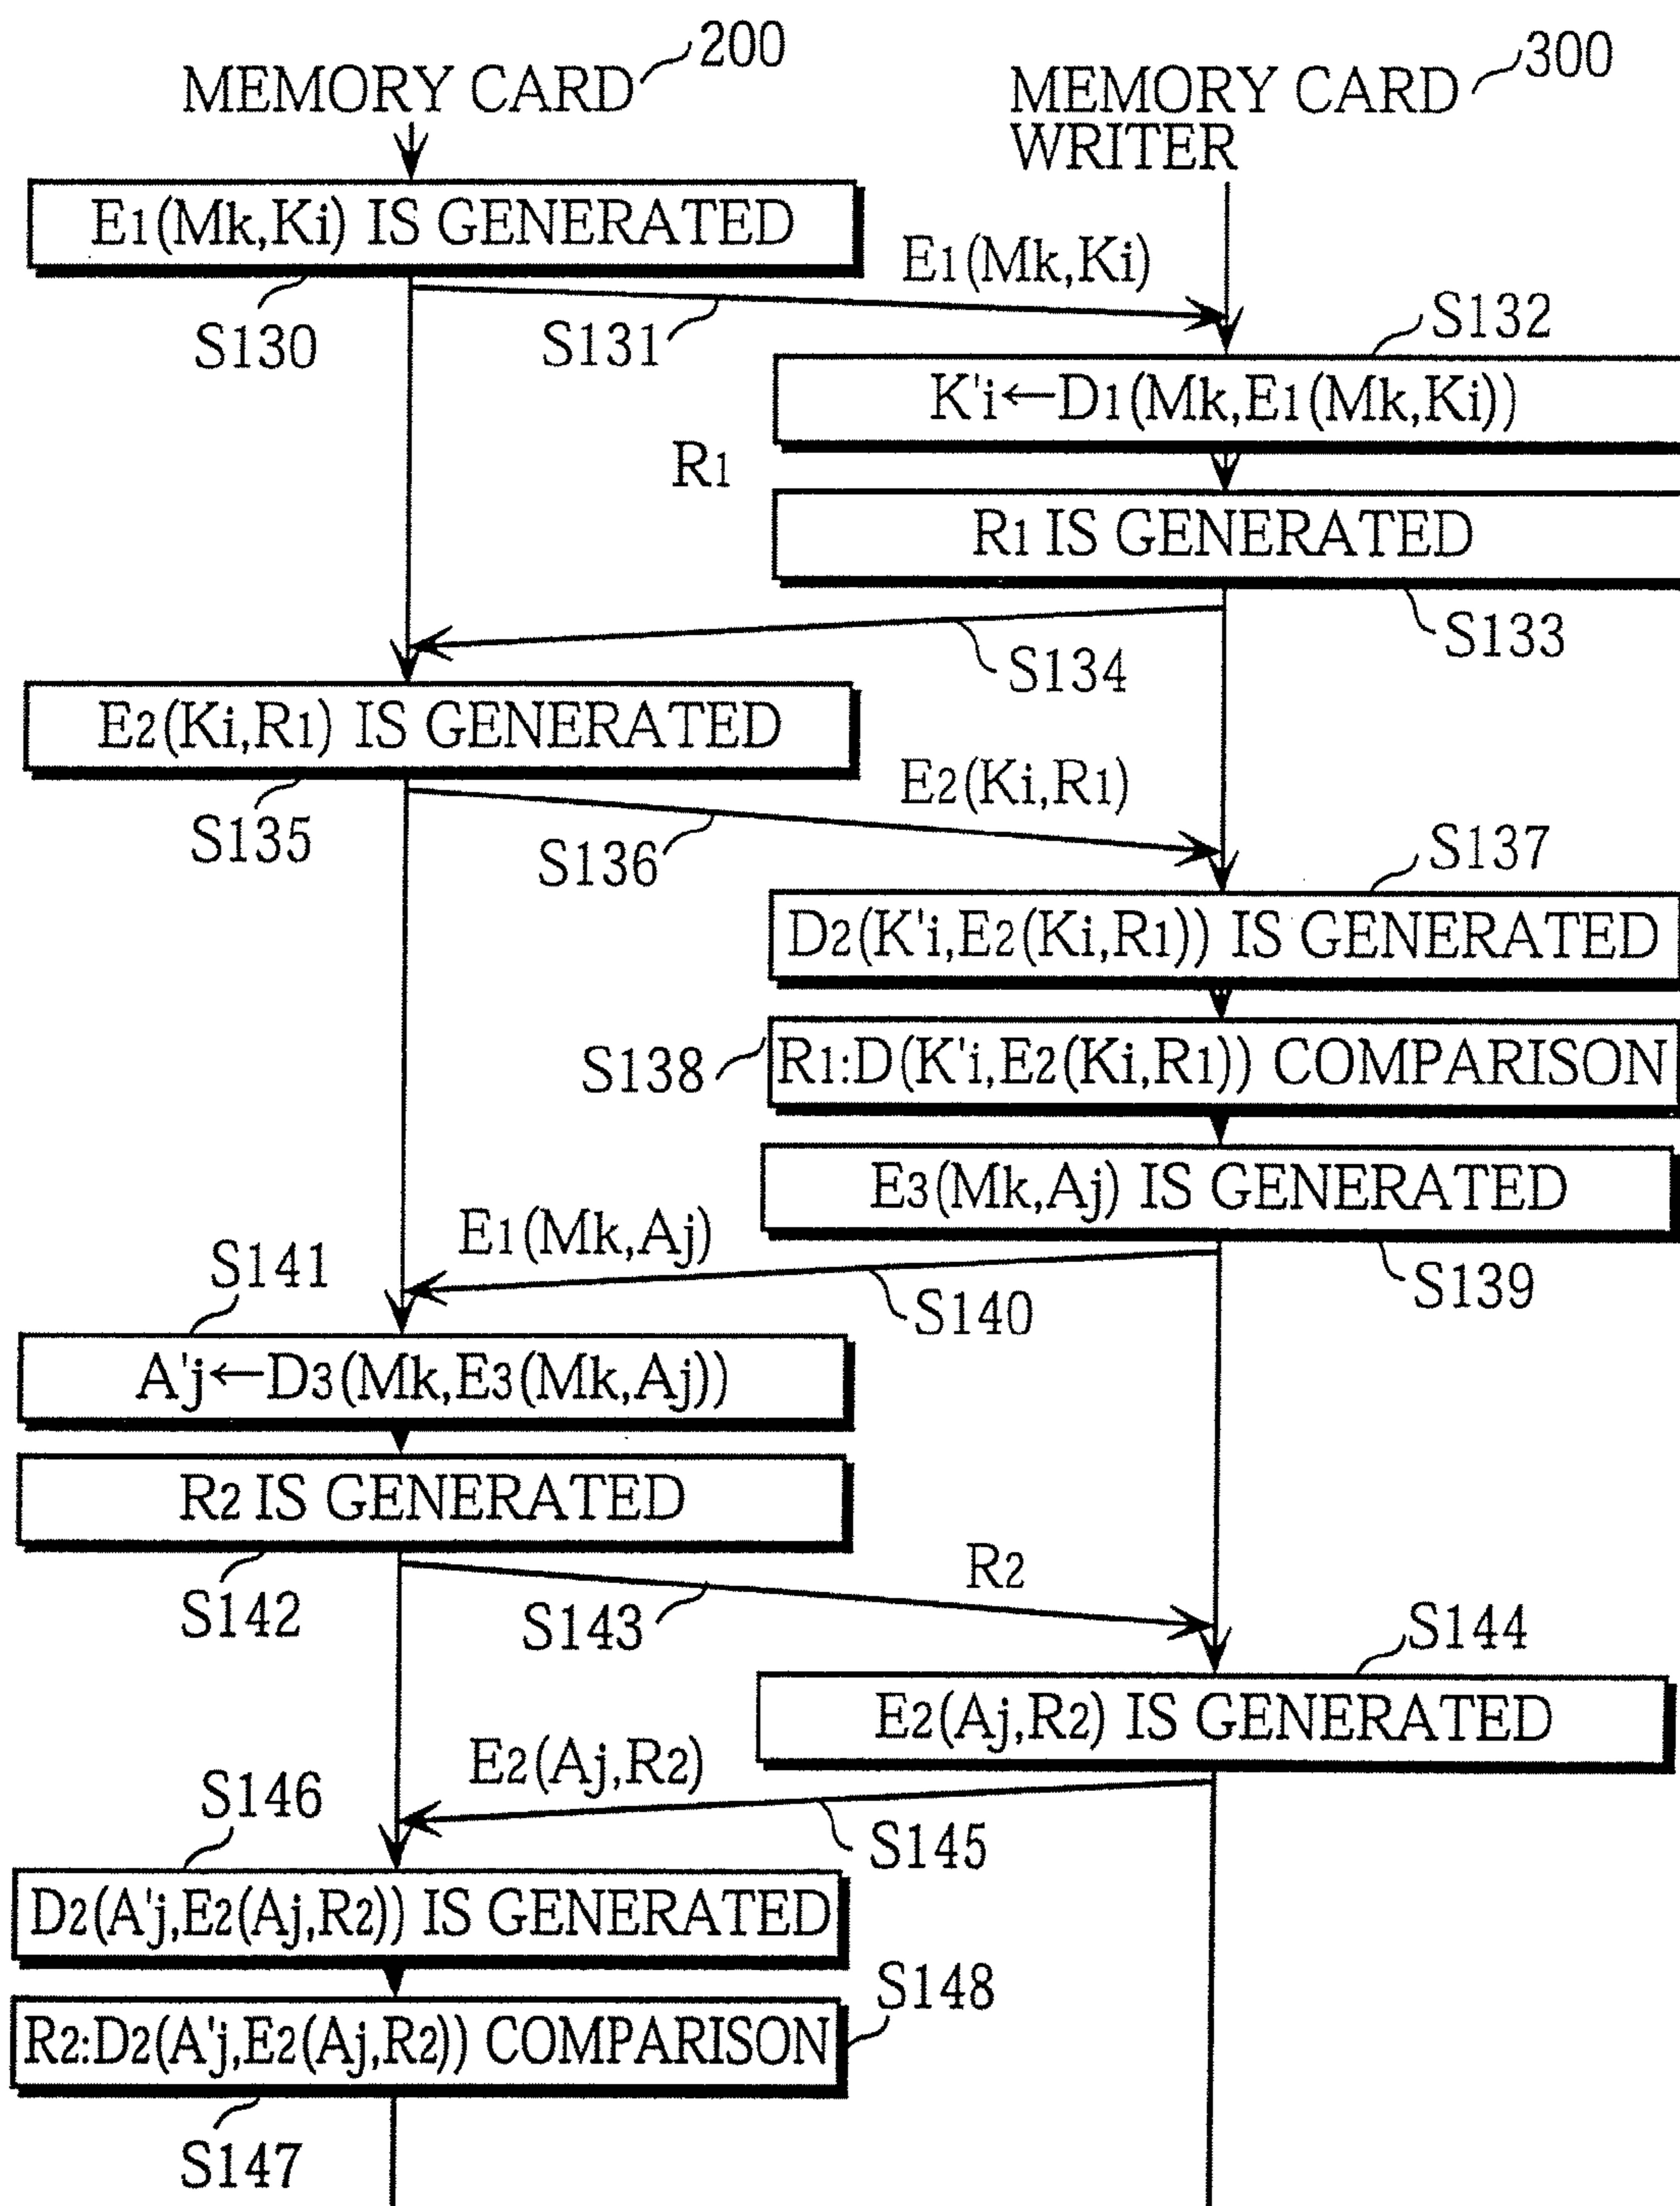 MEMORY CARD 200
MEMORY CARD WRITER 300
E1(Mk,Ki) IS GENERATED
E1(Mk,Ki)
S130
S131
S132
K'i←D1(Mk,E1(Mk,Ki))
R1
R1 IS GENERATED
S133
S134
E2(Ki,R1) IS GENERATED
E2(Ki,R1)
S135
S136
S137
D2(K'i,E2(Ki,R1)) IS GENERATED
S138
R1:D(K'i,E2(Ki,R1)) COMPARISON
E3(Mk,Aj) IS GENERATED
E1(Mk,Aj)
S139
S140
S141
A'j←D3(Mk,E3(Mk,Aj))
R2 IS GENERATED
R2
S142
S143
S144
E2(Aj,R2) IS GENERATED
E2(Aj,R2)
S145
S146
D2(A'j,E2(Aj,R2)) IS GENERATED
S148
R2:D2(A'j,E2(Aj,R2)) COMPARISON
S147